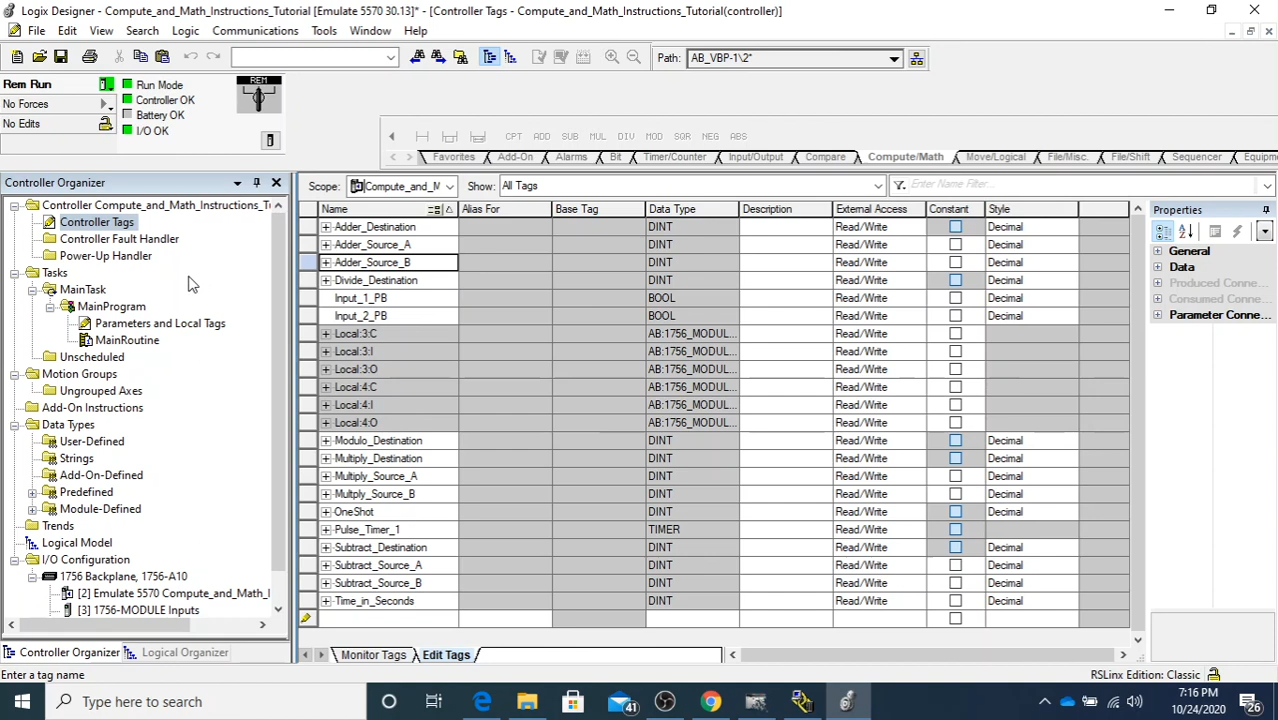 Logix Designer - Compute_and_Math_Instructions_Tutorial [Emulate 5570 30.13]* - [Controller Tags - Compute_and_Math_Instructions_Tutorial(controller)]
File Edit View Search Logic Communications Tools Window Help
Path: AB_VBP-1\2*
Rem Run
No Forces
No Edits
Run Mode
Controller OK
Battery OK
I/O OK
REM
CPT ADD SUB MUL DIV MOD SQR NEG ABS
Favorites Add-On Alarms Bit Timer/Counter Input/Output Compare Compute/Math Move/Logical File/Misc. File/Shift Sequencer Equipm
Controller Organizer
Controller Compute_and_Math_Instructions_T
Controller Tags
Controller Fault Handler
Power-Up Handler
Tasks
MainTask
MainProgram
Parameters and Local Tags
MainRoutine
Unscheduled
Motion Groups
Ungrouped Axes
Add-On Instructions
Data Types
User-Defined
Strings
Add-On-Defined
Predefined
Module-Defined
Trends
Logical Model
I/O Configuration
1756 Backplane, 1756-A10
[2] Emulate 5570 Compute_and_Math_I
[3] 1756-MODULE Inputs
Controller Organizer Logical Organizer
Scope: Compute_and_M Show: All Tags Enter Name Filter...
Name Alias For Base Tag Data Type Description External Access Constant Style
Adder_Destination DINT Read/Write Decimal
Adder_Source_A DINT Read/Write Decimal
Adder_Source_B DINT Read/Write Decimal
Divide_Destination DINT Read/Write Decimal
Input_1_PB BOOL Read/Write Decimal
Input_2_PB BOOL Read/Write Decimal
Local:3:C AB:1756_MODUL... Read/Write
Local:3:I AB:1756_MODUL... Read/Write
Local:3:O AB:1756_MODUL... Read/Write
Local:4:C AB:1756_MODUL... Read/Write
Local:4:I AB:1756_MODUL... Read/Write
Local:4:O AB:1756_MODUL... Read/Write
Modulo_Destination DINT Read/Write Decimal
Multiply_Destination DINT Read/Write Decimal
Multiply_Source_A DINT Read/Write Decimal
Multply_Source_B DINT Read/Write Decimal
OneShot DINT Read/Write Decimal
Pulse_Timer_1 TIMER Read/Write
Subtract_Destination DINT Read/Write Decimal
Subtract_Source_A DINT Read/Write Decimal
Subtract_Source_B DINT Read/Write Decimal
Time_in_Seconds DINT Read/Write Decimal
Monitor Tags Edit Tags
Properties
General
Data
Produced Conne...
Consumed Conne...
Parameter Conne...
Enter a tag name
RSLinx Edition: Classic
Type here to search
41
7:16 PM
10/24/2020
26